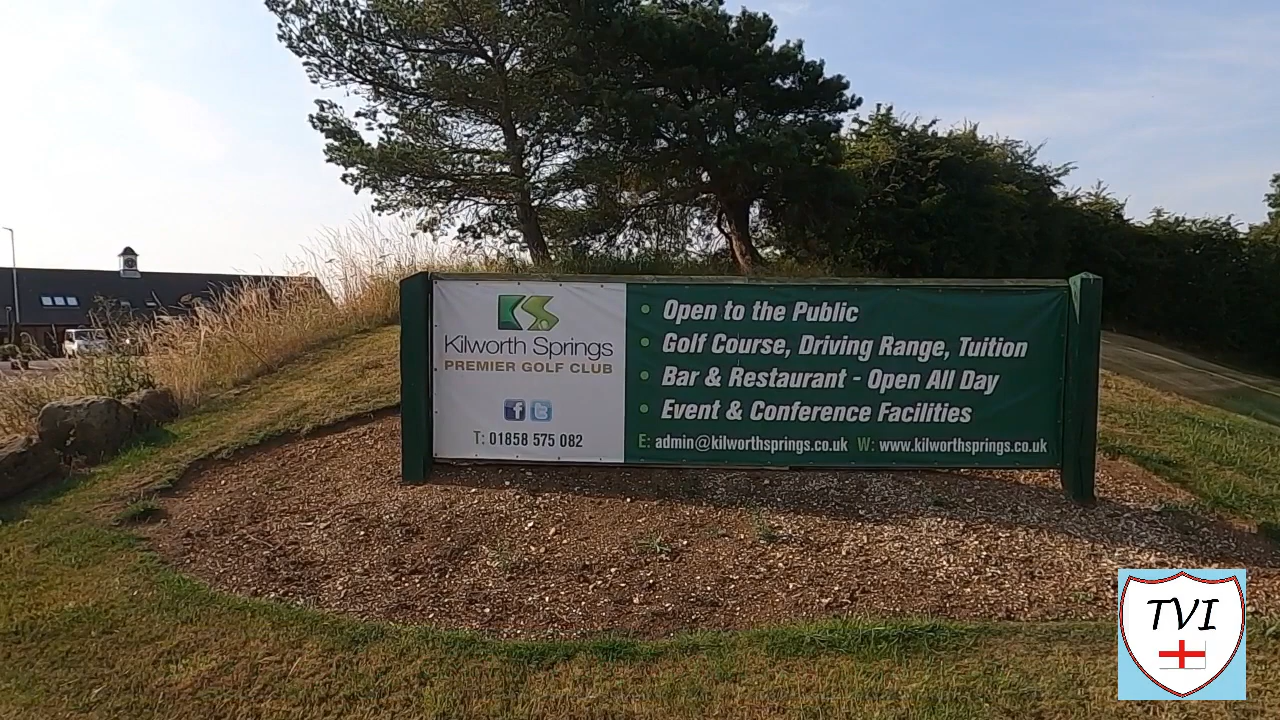 KS
Kilworth Springs
PREMIER GOLF CLUB
T: 01858 575 082
• Open to the Public
• Golf Course, Driving Range, Tuition
• Bar & Restaurant - Open All Day
• Event & Conference Facilities
E: admin@kilworthsprings.co.uk W: www.kilworthsprings.co.uk
TVI